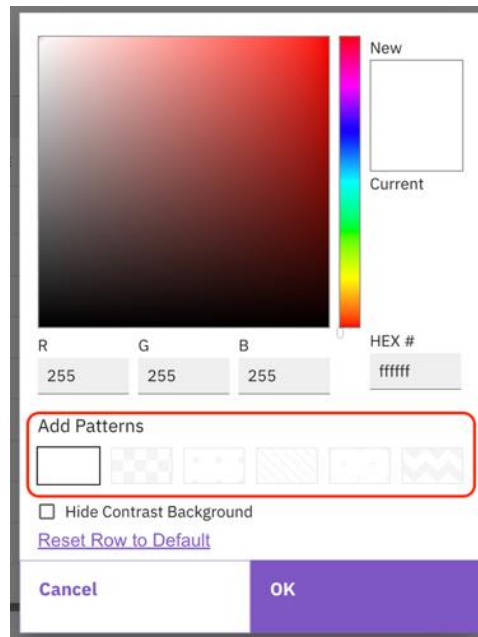 New
Current
R G B HEX #
255 255 255 ffffff
Add Patterns
Hide Contrast Background
Reset Row to Default
Cancel OK